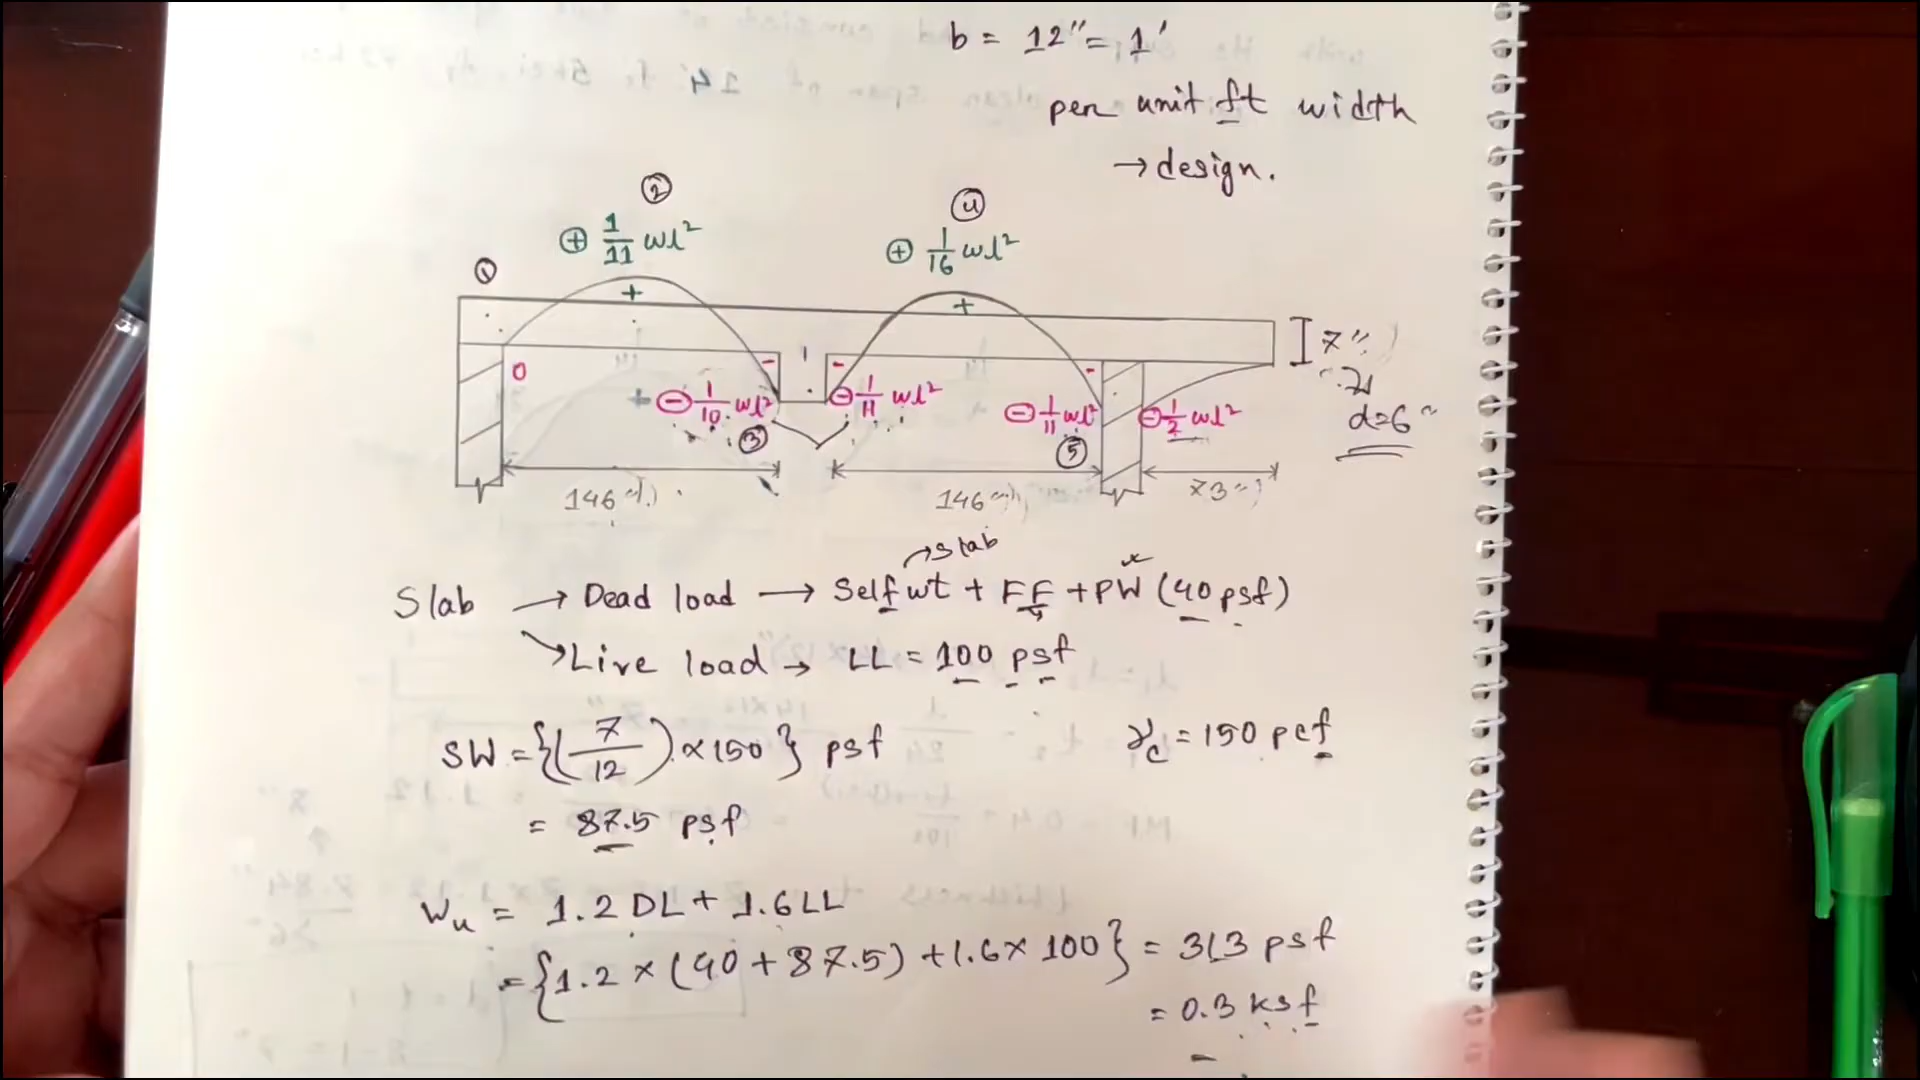 b = 12" = 1'
per unit ft width
→ design.
② ④
⊕ 1/11 wl² ⊕ 1/16 wl²
①
+ +
7"
0 - - -
d=6"
⊖ 1/10 wl² ⊖ 1/11 wl² ⊖ 1/11 wl² ⊖ 1/2 wl²
③ ⑤
146" 146" 73"
→ Slab
Slab → Dead load → Self wt + FF + PW (40 psf)
→ Live load → LL = 100 psf
SW = {(7/12) × 150} psf γc = 150 pcf
= 87.5 psf
Wu = 1.2 DL + 1.6 LL
= {1.2 × (40 + 87.5) + 1.6 × 100} = 313 psf
= 0.3 ksf